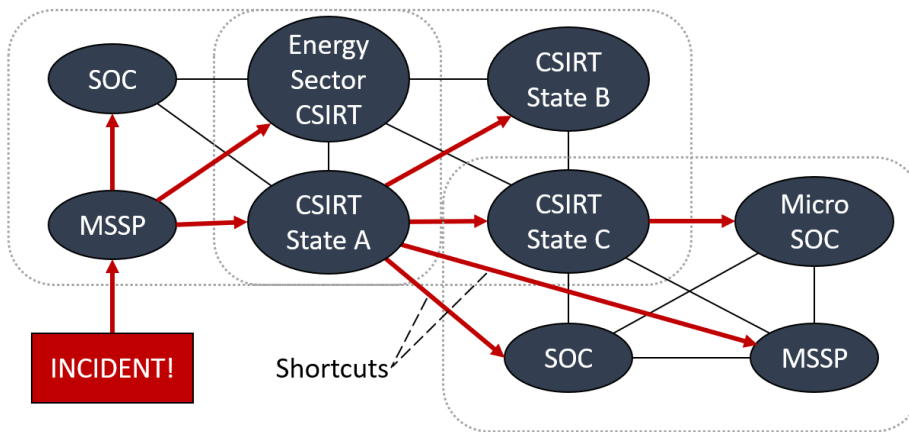 SOC
Energy
Sector
CSIRT
CSIRT
State B
MSSP
CSIRT
State A
CSIRT
State C
Micro
SOC
INCIDENT!
Shortcuts
SOC
MSSP